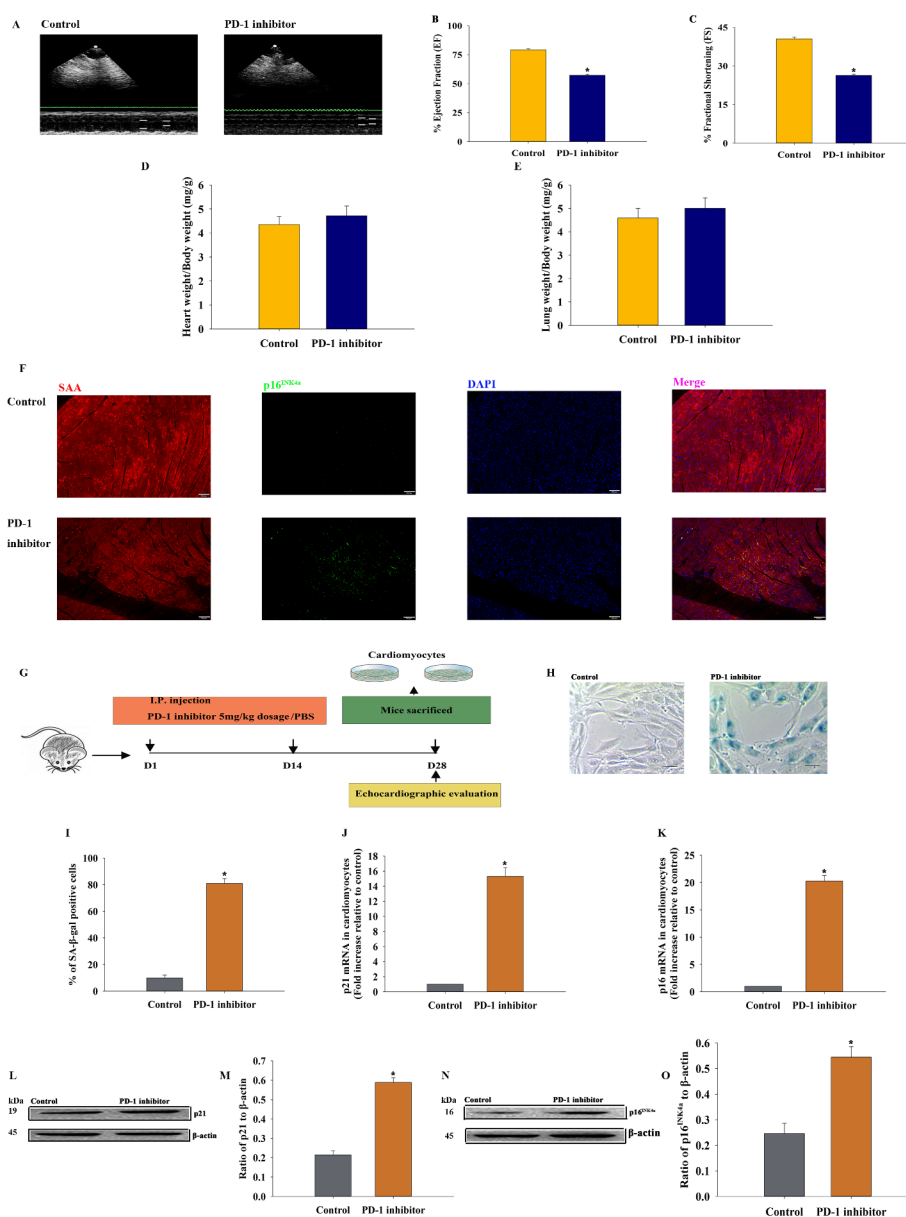 A
Control
PD-1 inhibitor
B
% Ejection Fraction (EF)
100
75
50
25
0
*
Control
PD-1 inhibitor
C
% Fractional Shortening (FS)
45
30
15
0
*
Control
PD-1 inhibitor
D
Heart weight/Body weight (mg/g)
6
5
4
3
2
1
0
Control
PD-1 inhibitor
E
Lung weight/Body weight (mg/g)
6
5
4
3
2
1
0
Control
PD-1 inhibitor
F
SAA
p16INK4a
DAPI
Merge
Control
PD-1
inhibitor
G
Cardiomyocytes
I.P. injection
PD-1 inhibitor 5mg/kg dosage/PBS
Mice sacrificed
D1
D14
D28
Echocardiographic evaluation
H
Control
PD-1 inhibitor
I
% of SA-β-gal positive cells
100
80
60
40
20
0
*
Control
PD-1 inhibitor
J
p21 mRNA in cardiomyocytes
(Fold increase relative to control)
18
16
14
12
10
8
6
4
2
0
*
Control
PD-1 inhibitor
K
p16 mRNA in cardiomyocytes
(Fold increase relative to control)
25
20
15
10
5
0
*
Control
PD-1 inhibitor
L
kDa
Control
PD-1 inhibitor
19
p21
45
β-actin
M
Ratio of p21 to β-actin
0.7
0.6
0.5
0.4
0.3
0.2
0.1
0.0
*
Control
PD-1 inhibitor
N
kDa
Control
PD-1 inhibitor
16
p16INK4a
45
β-actin
O
Ratio of p16INK4a to β-actin
0.6
0.5
0.4
0.3
0.2
0.1
0.0
*
Control
PD-1 inhibitor